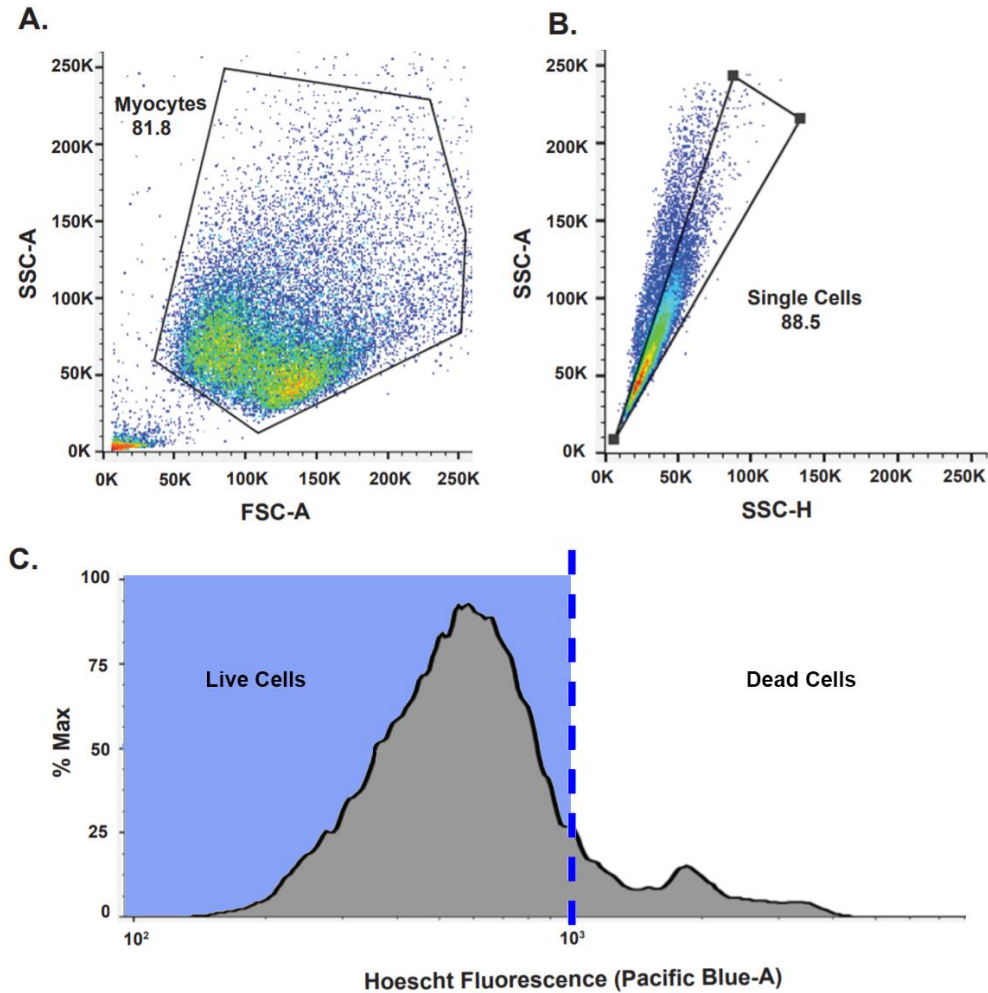 A.
250K
200K
150K
100K
50K
0K
SSC-A
Myocytes
81.8
0K 50K 100K 150K 200K 250K
FSC-A
B.
250K
200K
150K
100K
50K
0K
SSC-A
Single Cells
88.5
0K 50K 100K 150K 200K 250K
SSC-H
C.
100
75
50
25
0
% Max
Live Cells
Dead Cells
10²
10³
Hoescht Fluorescence (Pacific Blue-A)